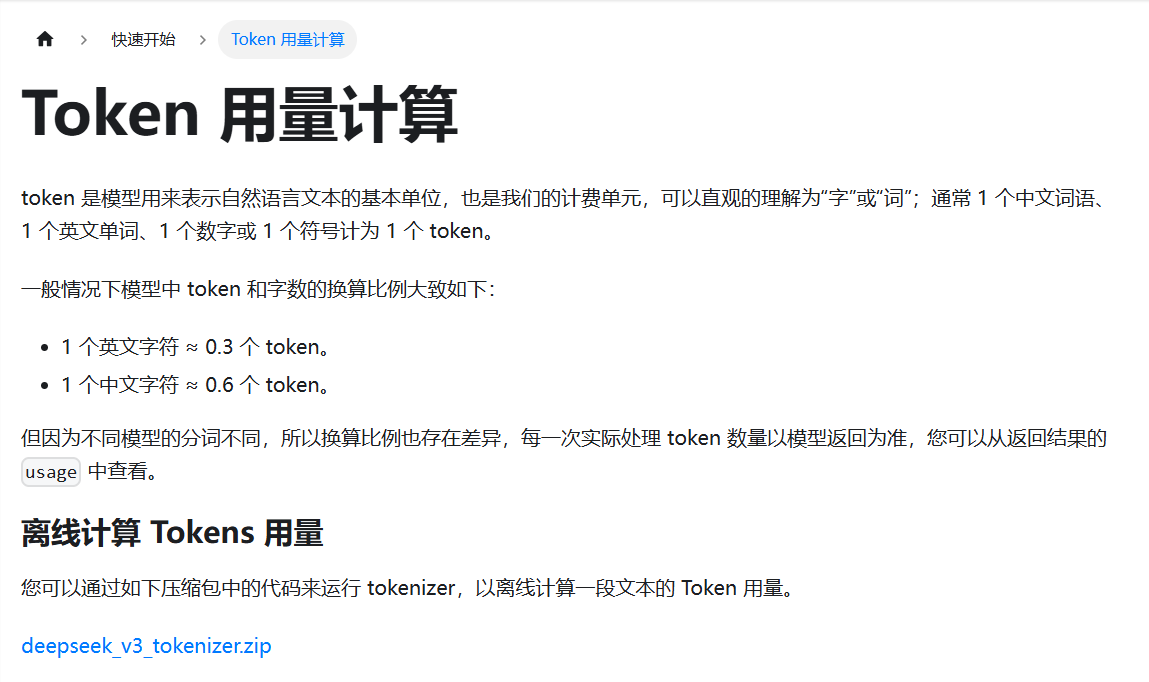 快速开始
Token 用量计算
Token 用量计算
token 是模型用来表示自然语言文本的基本单位，也是我们的计费单元，可以直观的理解为“字”或“词”；通常 1 个中文词语、
1 个英文单词、1 个数字或 1 个符号计为 1 个 token。
一般情况下模型中 token 和字数的换算比例大致如下：
• 1 个英文字符 ≈ 0.3 个 token。
• 1 个中文字符 ≈ 0.6 个 token。
但因为不同模型的分词不同，所以换算比例也存在差异，每一次实际处理 token 数量以模型返回为准，您可以从返回结果的
usage 中查看。
离线计算 Tokens 用量
您可以通过如下压缩包中的代码来运行 tokenizer，以离线计算一段文本的 Token 用量。
deepseek_v3_tokenizer.zip